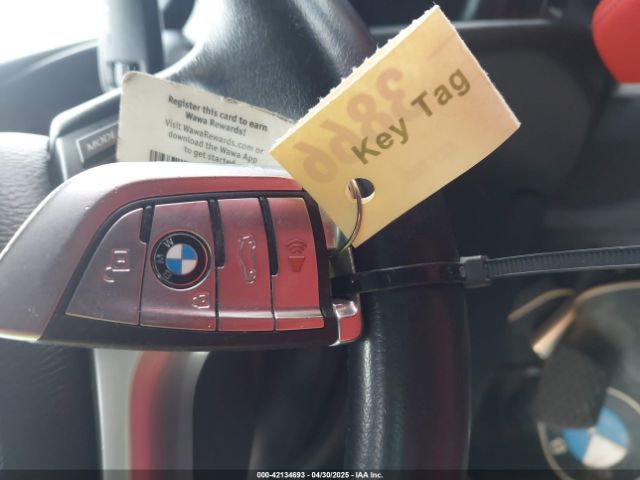 Register this card to earn
Wawa Rewards!
Visit WawaRewards.com or
download the Wawa App
to get started
Key Tag
BMW
000-42134693 - 04/30/2025 - IAA Inc.